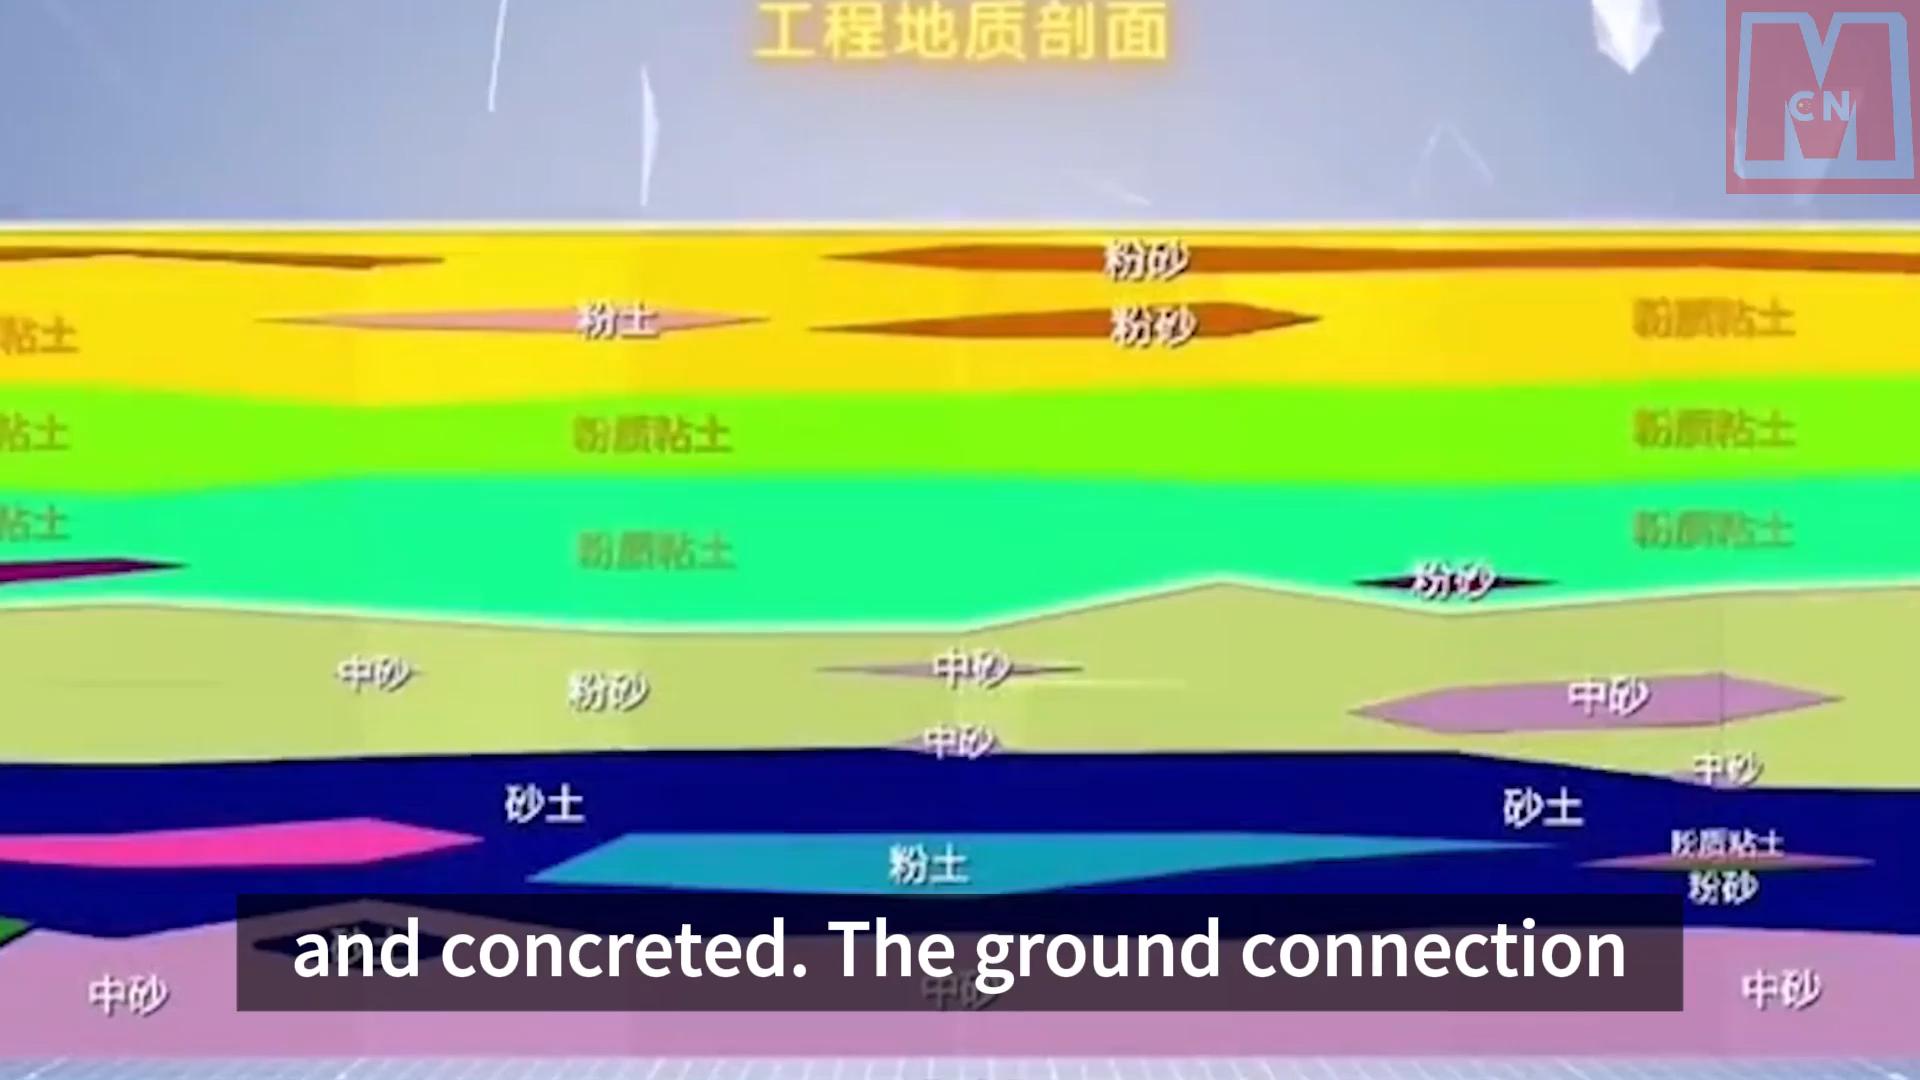 工程地质剖面
M
CN
粉砂
粉土
粉砂
粉质粘土
粘土
粉质粘土
粉质粘土
粘土
粉质粘土
粉质粘土
粘土
粉砂
中砂
粉砂
中砂
中砂
中砂
中砂
砂土
砂土
粉质粘土
粉土
粉砂
and concreted. The ground connection
中砂
中砂
中砂